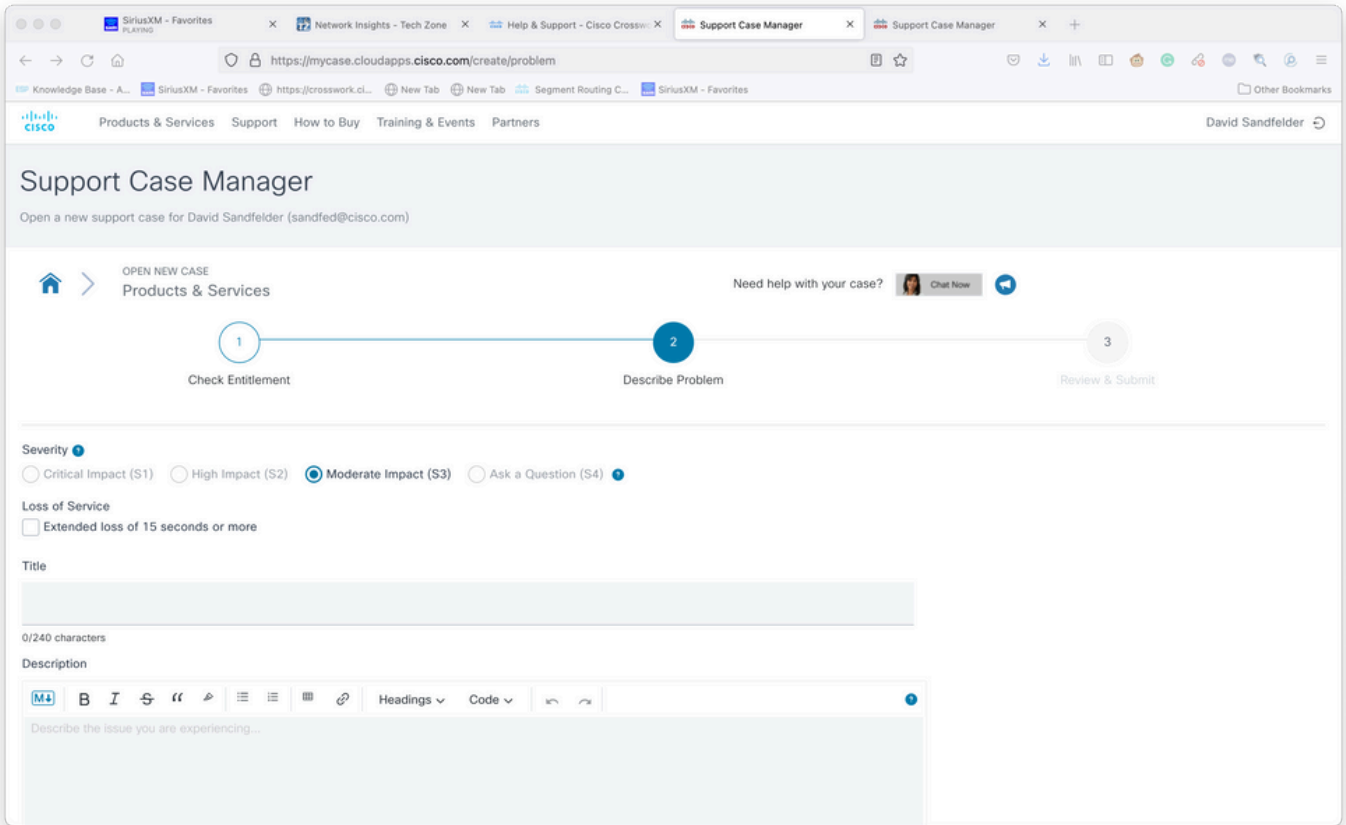 SiriusXM - Favorites
PLAYING
Network Insights - Tech Zone
Help & Support - Cisco Crossw
Support Case Manager
Support Case Manager
https://mycase.cloudapps.cisco.com/create/problem
Knowledge Base - A...
SiriusXM - Favorites
https://crosswork.ci...
New Tab
New Tab
Segment Routing C...
SiriusXM - Favorites
Other Bookmarks
CISCO
Products & Services
Support
How to Buy
Training & Events
Partners
David Sandfelder
Support Case Manager
Open a new support case for David Sandfelder (sandfed@cisco.com)
OPEN NEW CASE
Products & Services
Need help with your case?
Chat Now
1
2
3
Check Entitlement
Describe Problem
Review & Submit
Severity ?
Critical Impact (S1)
High Impact (S2)
Moderate Impact (S3)
Ask a Question (S4) ?
Loss of Service
Extended loss of 15 seconds or more
Title
0/240 characters
Description
M
B
I
S
Headings
Code
?
Describe the issue you are experiencing...